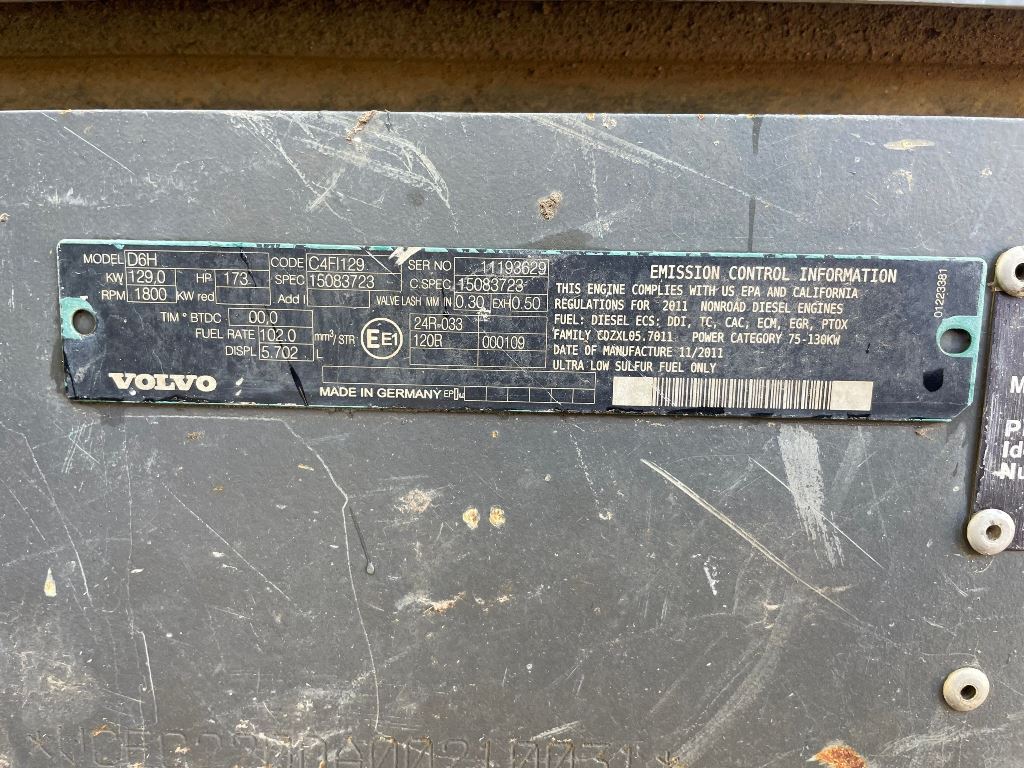 MODEL D6H CODE C4FI129 SER NO 11193629
KW 129,0 HR 173 SPEC 15083723 C.SPEC 15083723
RPM 1800 KW red Add I VALVE LASH MM IN 0.30 EXH 0.50
TIM ° BTDC 00,0
FUEL RATE 102.0 mm³/STR
DISPL 5.702 L
E E1
24R-033
120R 000109
VOLVO
MADE IN GERMANY
EMISSION CONTROL INFORMATION
THIS ENGINE COMPLIES WITH US EPA AND CALIFORNIA
REGULATIONS FOR 2011 NONROAD DIESEL ENGINES
FUEL: DIESEL ECS: DDI, TC, CAC, ECM, EGR, PTOX
FAMILY CDZXL05.7011 POWER CATEGORY 75-130KW
DATE OF MANUFACTURE 11/2011
ULTRA LOW SULFUR FUEL ONLY
01223381
M
P
Id
Nu